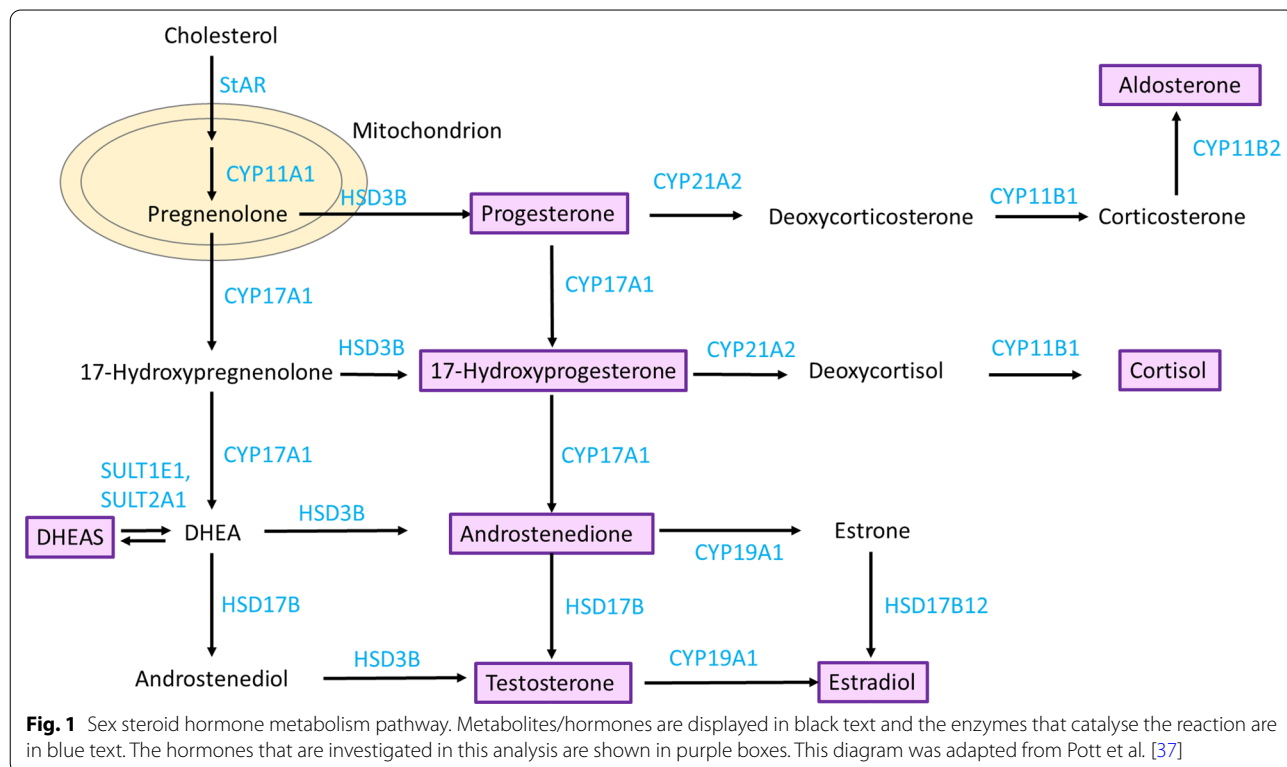 Cholesterol
StAR
Aldosterone
Mitochondrion
CYP11B2
CYP11A1
HSD3B
CYP21A2
CYP11B1
Pregnenolone
Progesterone
Deoxycorticosterone
Corticosterone
CYP17A1
CYP17A1
HSD3B
CYP21A2
CYP11B1
17-Hydroxypregnenolone
17-Hydroxyprogesterone
Deoxycortisol
Cortisol
SULT1E1,
SULT2A1
CYP17A1
CYP17A1
HSD3B
DHEAS
DHEA
Androstenedione
Estrone
CYP19A1
HSD17B
HSD17B
HSD17B12
HSD3B
CYP19A1
Androstenediol
Testosterone
Estradiol
Fig. 1 Sex steroid hormone metabolism pathway. Metabolites/hormones are displayed in black text and the enzymes that catalyse the reaction are
in blue text. The hormones that are investigated in this analysis are shown in purple boxes. This diagram was adapted from Pott et al. [37]